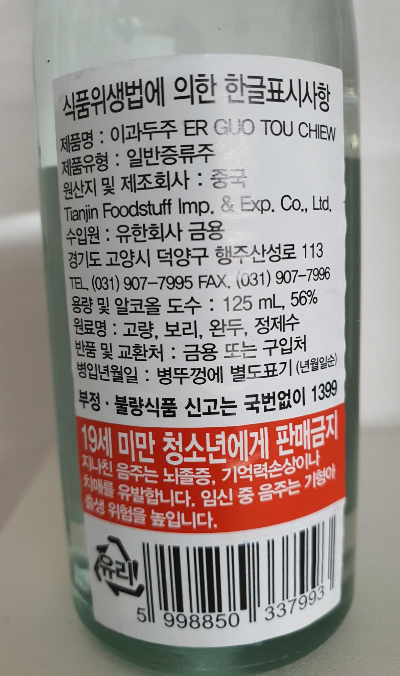 식품위생법에 의한 한글표시사항
제품명 : 이과두주 ER GUO TOU CHIEW
제품유형 : 일반증류주
원산지 및 제조회사 : 중국
Tianjin Foodstuff Imp. & Exp. Co., Ltd.
수입원 : 유한회사 금용
경기도 고양시 덕양구 행주산성로 113
TEL. (031) 907-7995 FAX. (031) 907-7996
용량 및 알코올 도수 : 125 mL, 56%
원료명 : 고량, 보리, 완두, 정제수
반품 및 교환처 : 금용 또는 구입처
병입년월일 : 병뚜껑에 별도표기 (년월일순)
부정 · 불량식품 신고는 국번없이 1399
19세 미만 청소년에게 판매금지
지나친 음주는 뇌졸중, 기억력손상이나
치매를 유발합니다. 임신 중 음주는 기형아
출생 위험을 높입니다.
유리
5 998850 337993